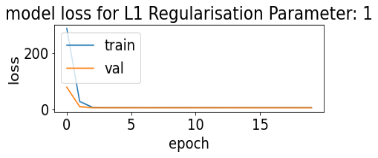 model loss for L1 Regularisation Parameter: 1
200
0
loss
train
val
0 5 10 15
epoch